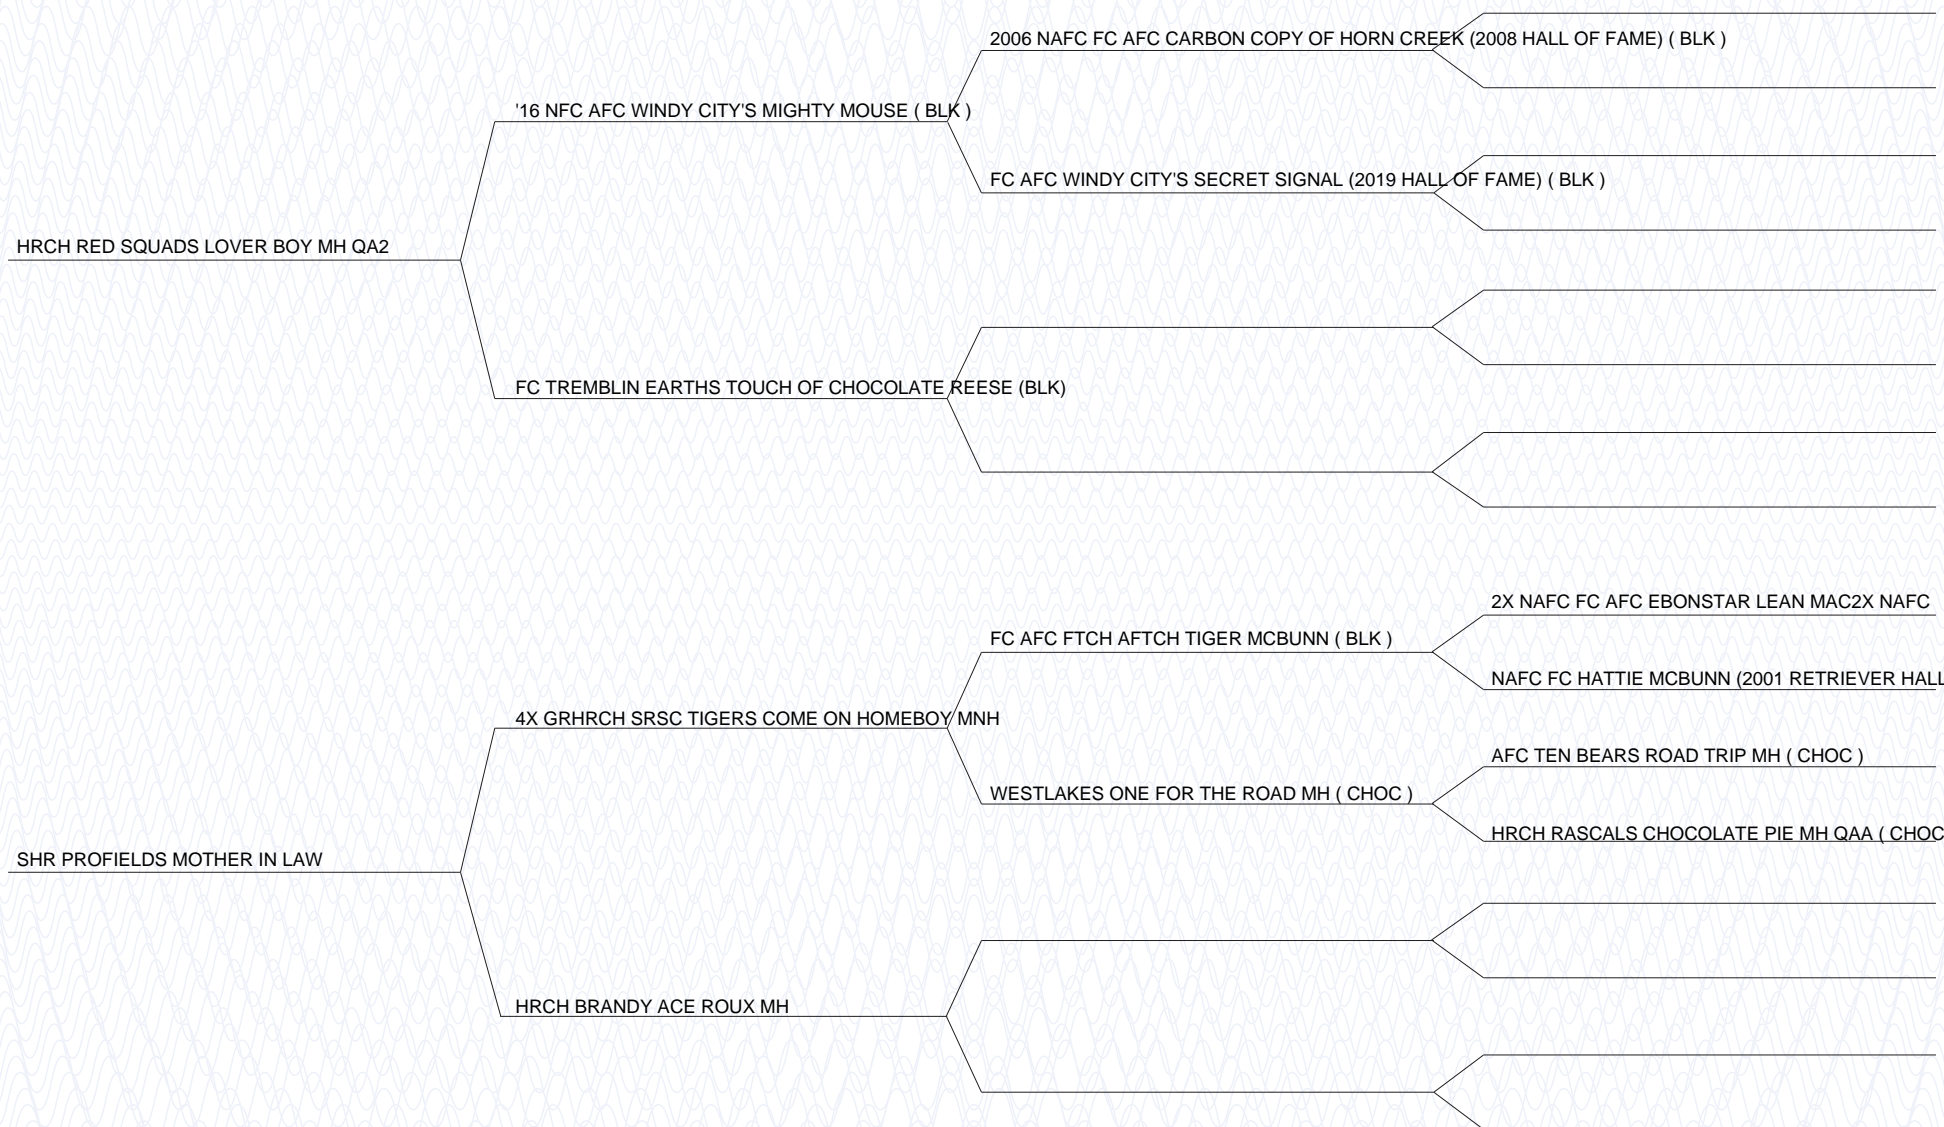 2006 NAFC FC AFC CARBON COPY OF HORN CREEK (2008 HALL OF FAME) ( BLK )
'16 NFC AFC WINDY CITY'S MIGHTY MOUSE ( BLK )
FC AFC WINDY CITY'S SECRET SIGNAL (2019 HALL OF FAME) ( BLK )
HRCH RED SQUADS LOVER BOY MH QA2
FC TREMBLIN EARTHS TOUCH OF CHOCOLATE REESE (BLK)
2X NAFC FC AFC EBONSTAR LEAN MAC2X NAFC
FC AFC FTCH AFTCH TIGER MCBUNN ( BLK )
NAFC FC HATTIE MCBUNN (2001 RETRIEVER HALL
4X GRHRCH SRSC TIGERS COME ON HOMEBOY MNH
AFC TEN BEARS ROAD TRIP MH ( CHOC )
WESTLAKES ONE FOR THE ROAD MH ( CHOC )
HRCH RASCALS CHOCOLATE PIE MH QAA ( CHOC
SHR PROFIELDS MOTHER IN LAW
HRCH BRANDY ACE ROUX MH